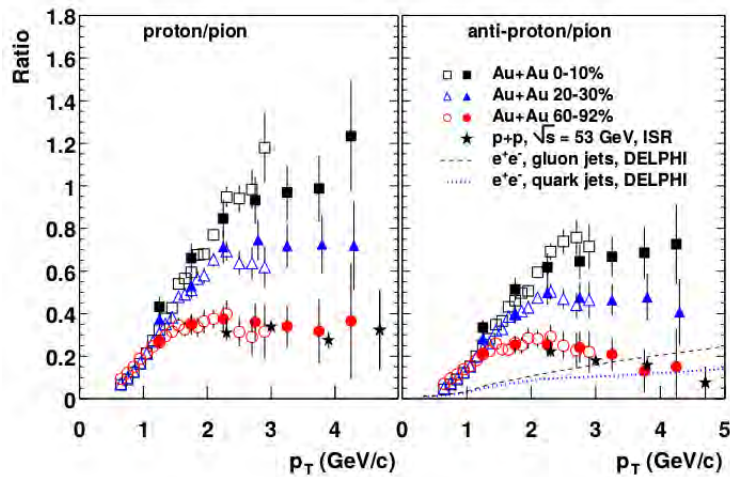 proton/pion
anti-proton/pion
Ratio
1.8
1.6
1.4
1.2
1
0.8
0.6
0.4
0.2
0
Au+Au 0-10%
Au+Au 20-30%
Au+Au 60-92%
p+p, √s = 53 GeV, ISR
e+e-, gluon jets, DELPHI
e+e-, quark jets, DELPHI
0 1 2 3 4 0 1 2 3 4 5
pT (GeV/c) pT (GeV/c)